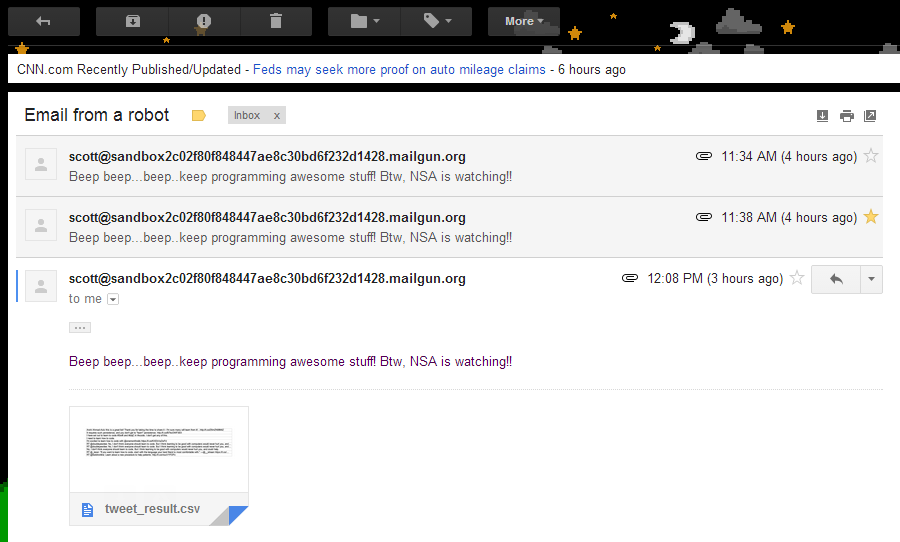 More
CNN.com Recently Published/Updated - Feds may seek more proof on auto mileage claims - 6 hours ago
Email from a robot Inbox x
scott@sandbox2c02f80f848447ae8c30bd6f232d1428.mailgun.org 11:34 AM (4 hours ago)
Beep beep...beep..keep programming awesome stuff! Btw, NSA is watching!!
scott@sandbox2c02f80f848447ae8c30bd6f232d1428.mailgun.org 11:38 AM (4 hours ago)
Beep beep...beep..keep programming awesome stuff! Btw, NSA is watching!!
scott@sandbox2c02f80f848447ae8c30bd6f232d1428.mailgun.org 12:08 PM (3 hours ago)
to me
Beep beep...beep..keep programming awesome stuff! Btw, NSA is watching!!
tweet_result.csv